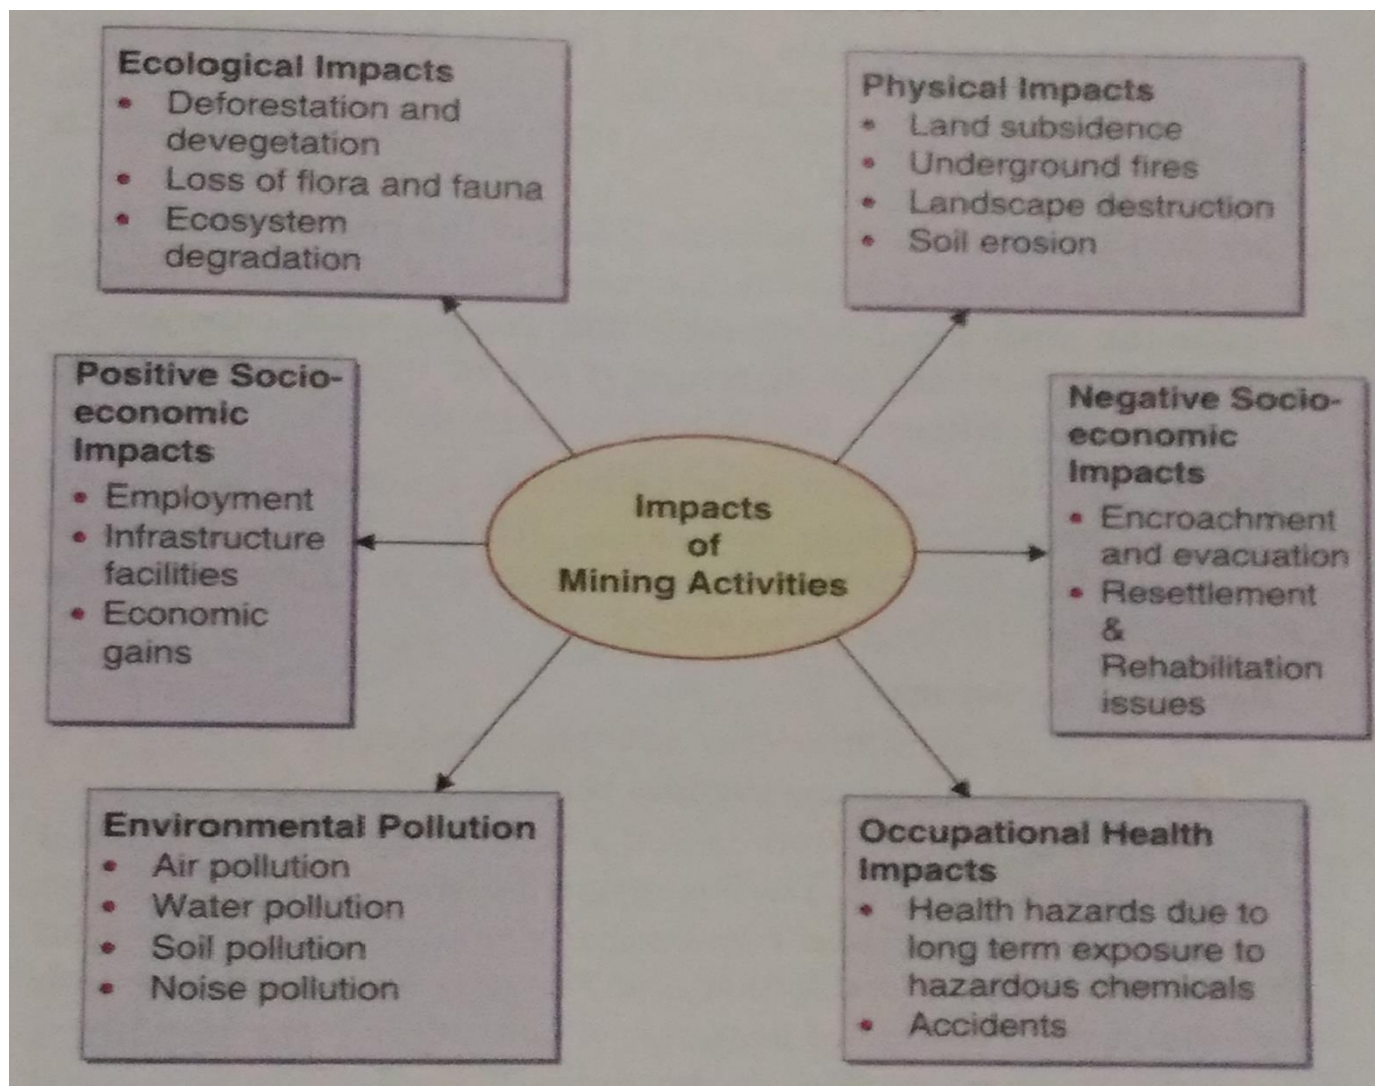 Ecological Impacts
• Deforestation and
devegetation
• Loss of flora and fauna
• Ecosystem
degradation
Physical Impacts
• Land subsidence
• Underground fires
• Landscape destruction
• Soil erosion
Positive Socio-
economic
Impacts
• Employment
• Infrastructure
facilities
• Economic
gains
Impacts
of
Mining Activities
Negative Socio-
economic
Impacts
• Encroachment
and evacuation
• Resettlement
&
Rehabilitation
issues
Environmental Pollution
• Air pollution
• Water pollution
• Soil pollution
• Noise pollution
Occupational Health
Impacts
• Health hazards due to
long term exposure to
hazardous chemicals
• Accidents